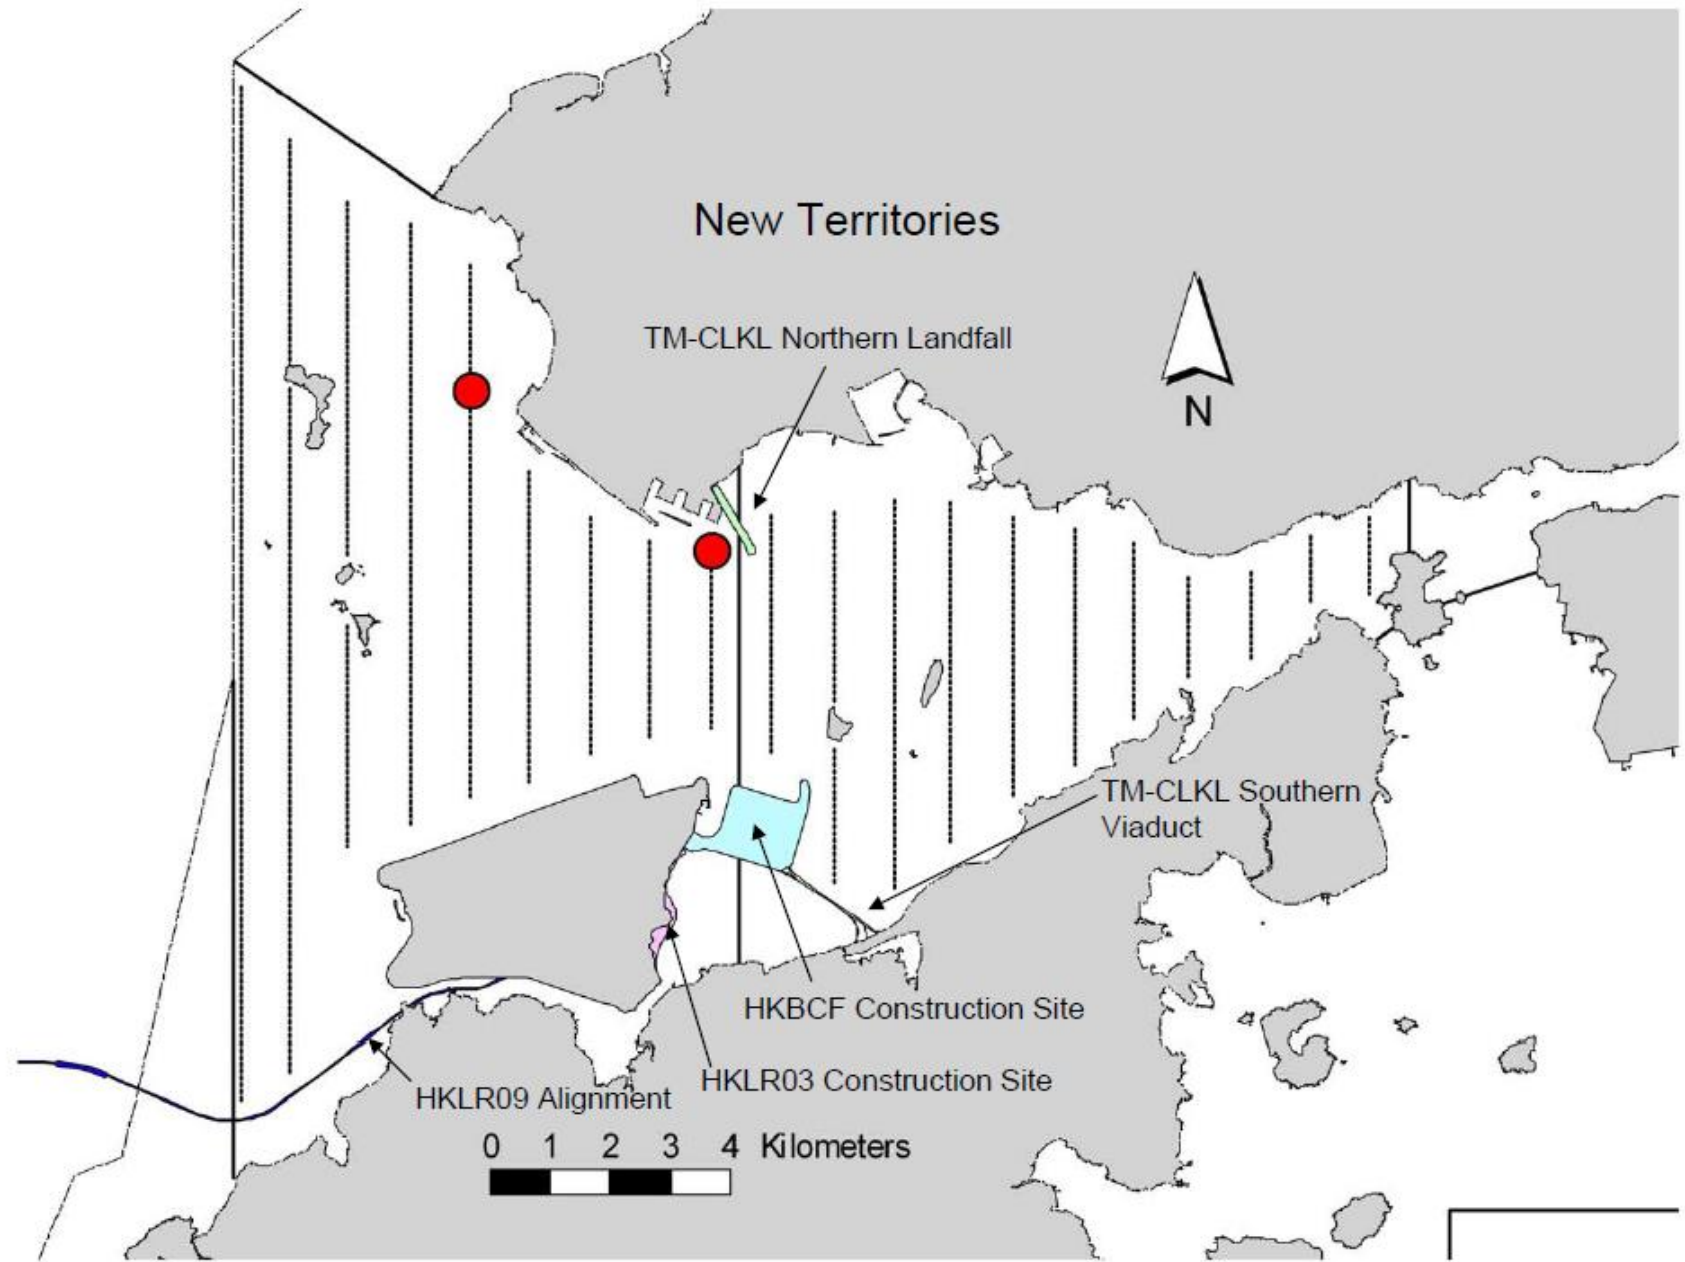 New Territories
TM-CLKL Northern Landfall
N
TM-CLKL Southern
Viaduct
HKBCF Construction Site
HKLR03 Construction Site
HKLR09 Alignment
0 1 2 3 4 Kilometers